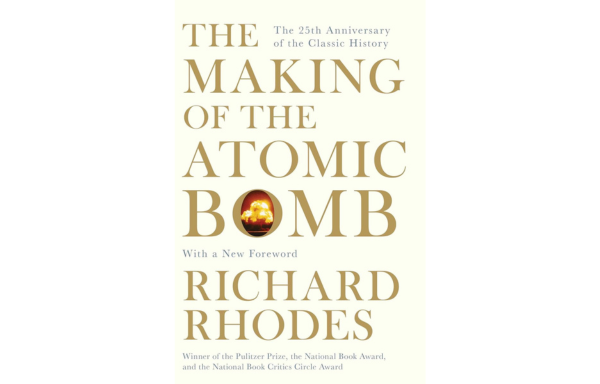 THE
The 25th Anniversary
of the Classic History
MAKING
OF THE
ATOMIC
BOMB
With a New Foreword
RICHARD
RHODES
Winner of the Pulitzer Prize, the National Book Award,
and the National Book Critics Circle Award